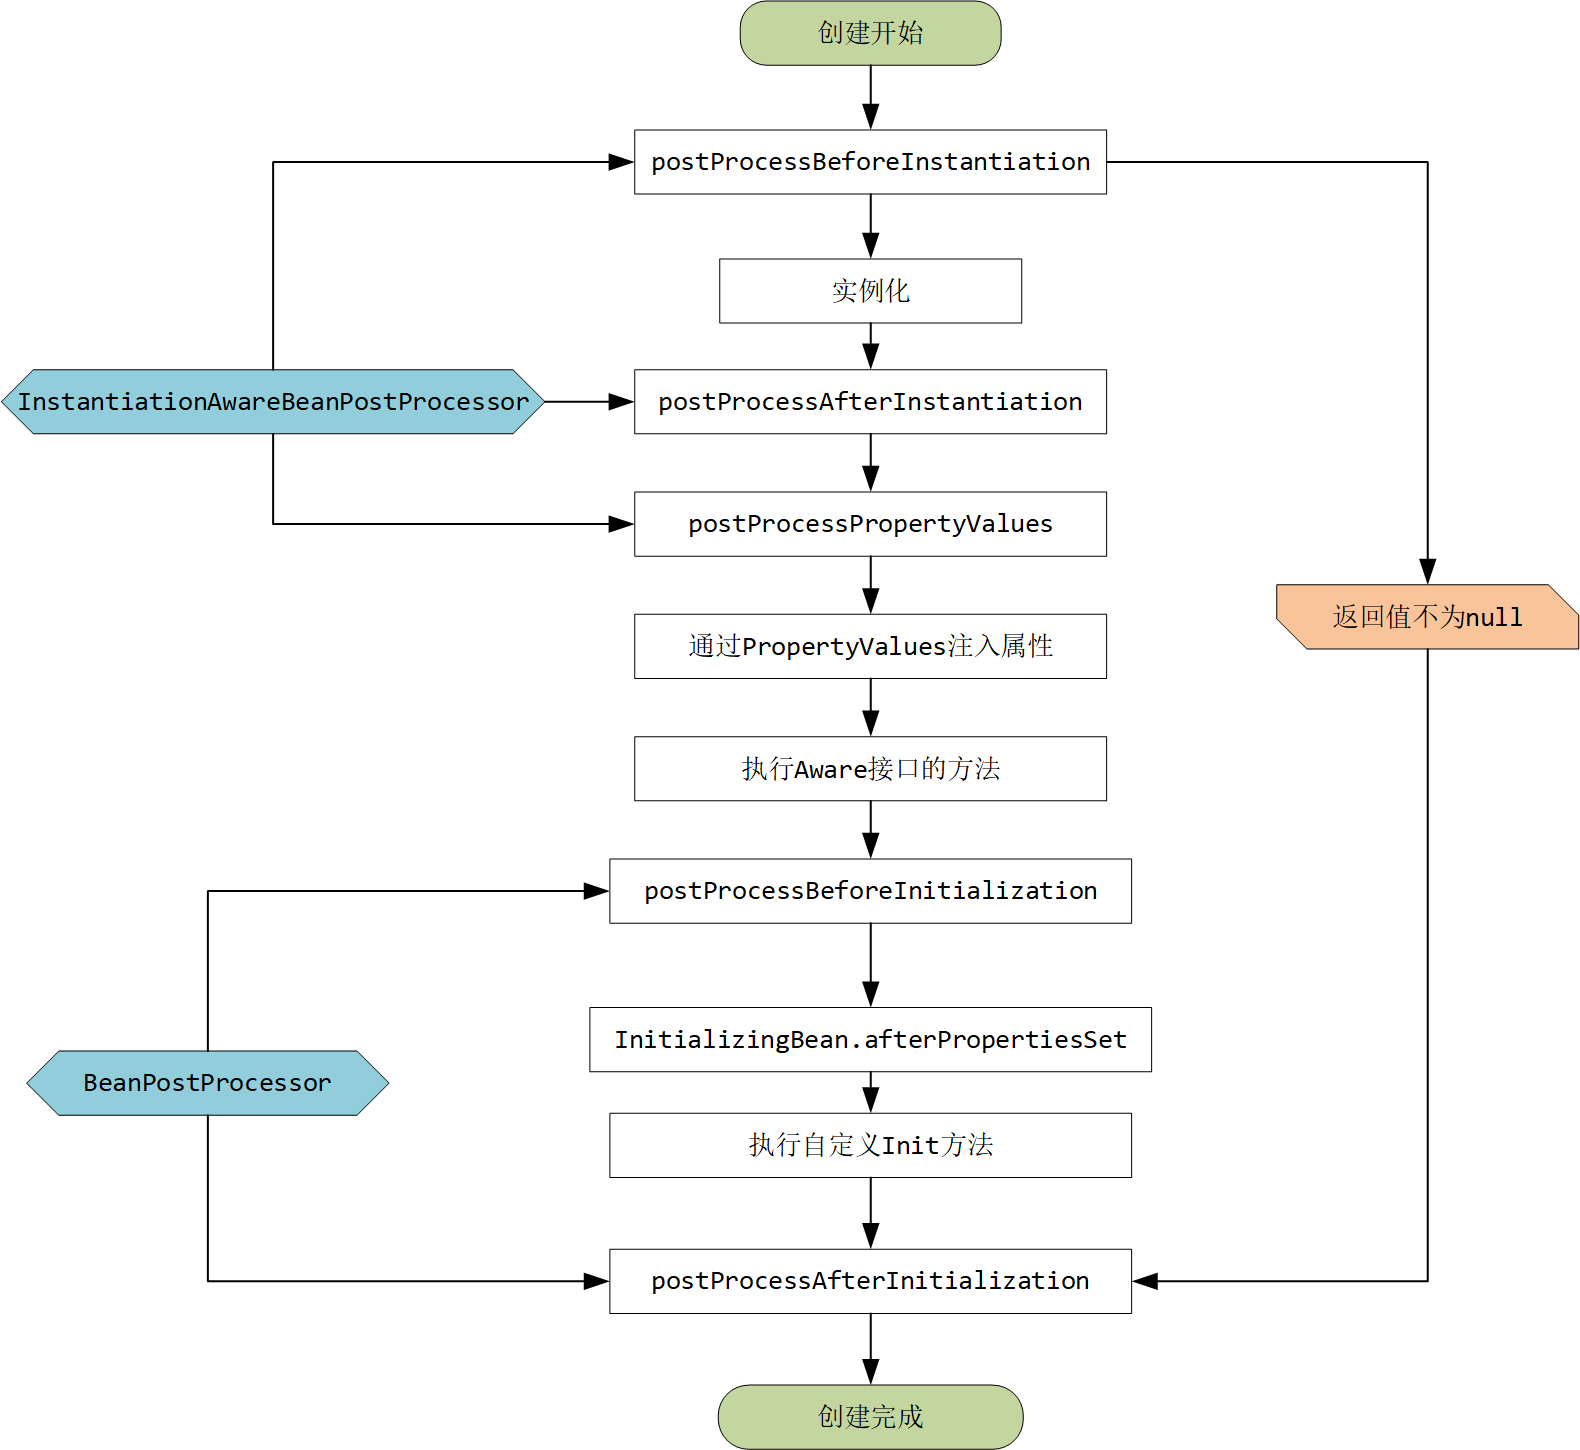 创建开始
postProcessBeforeInstantiation
实例化
InstantiationAwareBeanPostProcessor
postProcessAfterInstantiation
postProcessPropertyValues
返回值不为null
通过PropertyValues注入属性
执行Aware接口的方法
postProcessBeforeInitialization
InitializingBean.afterPropertiesSet
BeanPostProcessor
执行自定义Init方法
postProcessAfterInitialization
创建完成